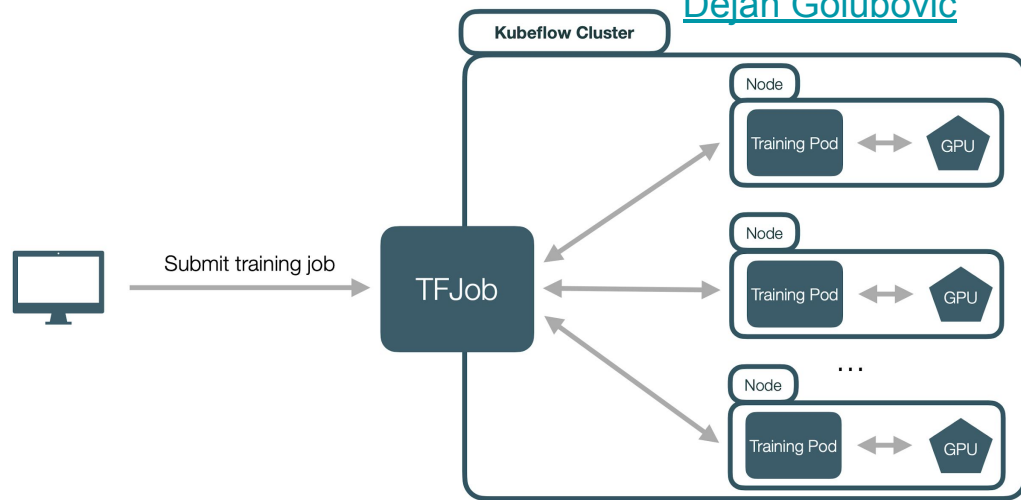 Dejan Golubovic
Kubeflow Cluster
Node
Training Pod
GPU
Node
Submit training job
TFJob
Training Pod
GPU
...
Node
Training Pod
GPU